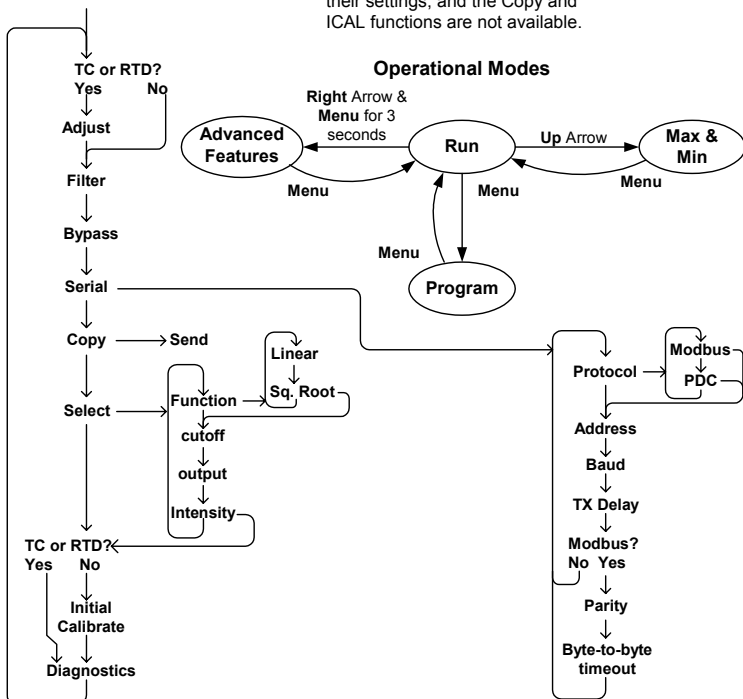 their settings, and the Copy and
ICAL functions are not available.
Operational Modes
Right Arrow &
Menu for 3
seconds
Advanced
Features
Run
Up Arrow
Max &
Min
Menu
Menu
Menu
Menu
Program
TC or RTD?
Yes No
Adjust
Filter
Bypass
Serial
Copy
Send
Select
Function
Linear
Sq. Root
cutoff
output
Intensity
TC or RTD?
Yes No
Initial
Calibrate
Diagnostics
Protocol
Modbus
PDC
Address
Baud
TX Delay
Modbus?
No Yes
Parity
Byte-to-byte
timeout